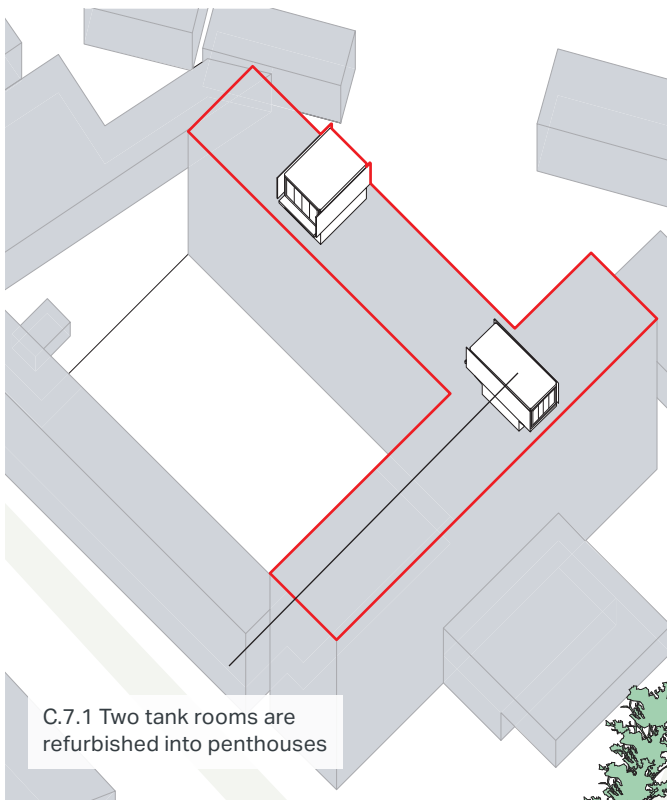 C.7.1 Two tank rooms are
refurbished into penthouses